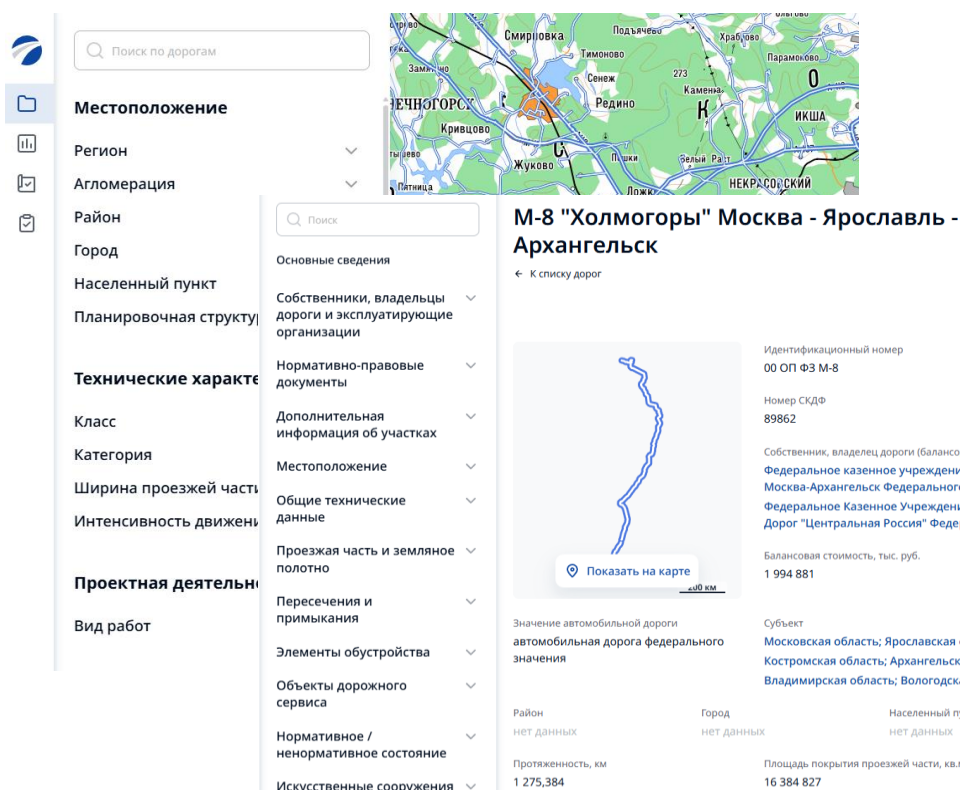 Поиск по дорогам
Местоположение
Регион
Агломерация
Район
Город
Населенный пункт
Планировочная структу
Технические характе
Класс
Категория
Ширина проезжей части
Интенсивность движени
Проектная деятельн
Вид работ
Смирновка
Подъячево
Храброво
Тимоново
Парамоново
Сенеж
273
Каменка
О
ЕЧНОГОРСК
Редино
К
ИКША
Кривцово
С
Жуково
Пешки
Белый Раст
Пятница
НЕКРАСОВСКИЙ
Поиск
Основные сведения
Собственники, владельцы
дороги и эксплуатирующие
организации
Нормативно-правовые
документы
Дополнительная
информация об участках
Местоположение
Общие технические
данные
Проезжая часть и земляное
полотно
Пересечения и
примыкания
Элементы обустройства
Объекты дорожного
сервиса
Нормативное /
ненормативное состояние
Искусственные сооружения
М-8 "Холмогоры" Москва - Ярославль -
Архангельск
← К списку дорог
Показать на карте
200 км
Идентификационный номер
00 ОП ФЗ М-8
Номер СКДФ
89862
Собственник, владелец дороги (балансо
Федеральное казенное учреждени
Москва-Архангельск Федерального
Федеральное Казенное Учреждени
Дорог "Центральная Россия" Феде
Балансовая стоимость, тыс. руб.
1 994 881
Значение автомобильной дороги
автомобильная дорога федерального
значения
Субъект
Московская область; Ярославская
Костромская область; Архангельск
Владимирская область; Вологодска
Район
нет данных
Город
нет данных
Населенный пу
нет данных
Протяженность, км
1 275,384
Площадь покрытия проезжей части, кв.м
16 384 827